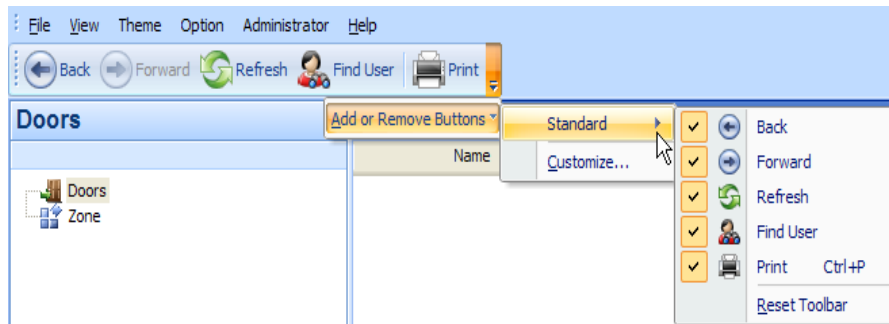 File View Theme Option Administrator Help
Back Forward Refresh Find User Print
Doors
Add or Remove Buttons
Standard
Customize...
Name
Doors
Zone
Back
Forward
Refresh
Find User
Print Ctrl+P
Reset Toolbar